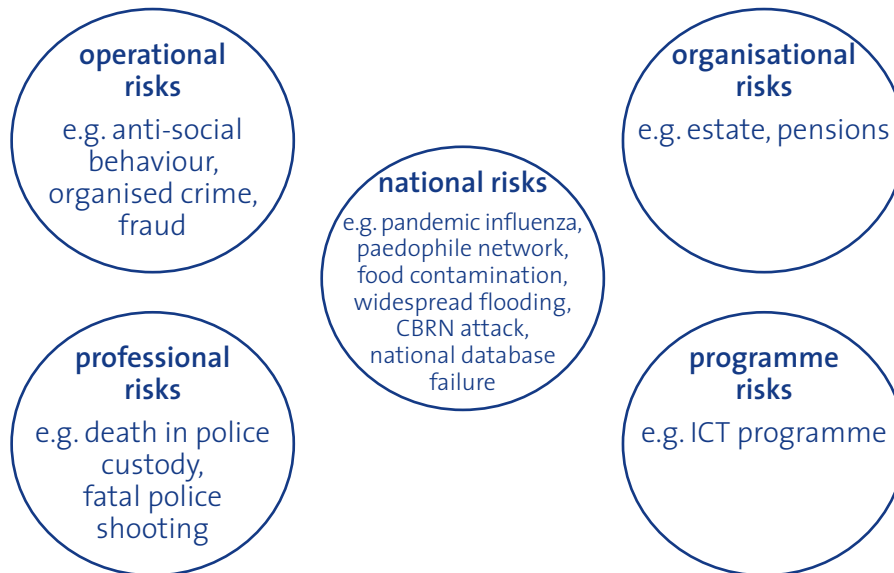 operational
risks
e.g. anti-social
behaviour,
organised crime,
fraud
organisational
risks
e.g. estate, pensions
national risks
e.g. pandemic influenza,
paedophile network,
food contamination,
widespread flooding,
CBRN attack,
national database
failure
professional
risks
e.g. death in police
custody,
fatal police
shooting
programme
risks
e.g. ICT programme